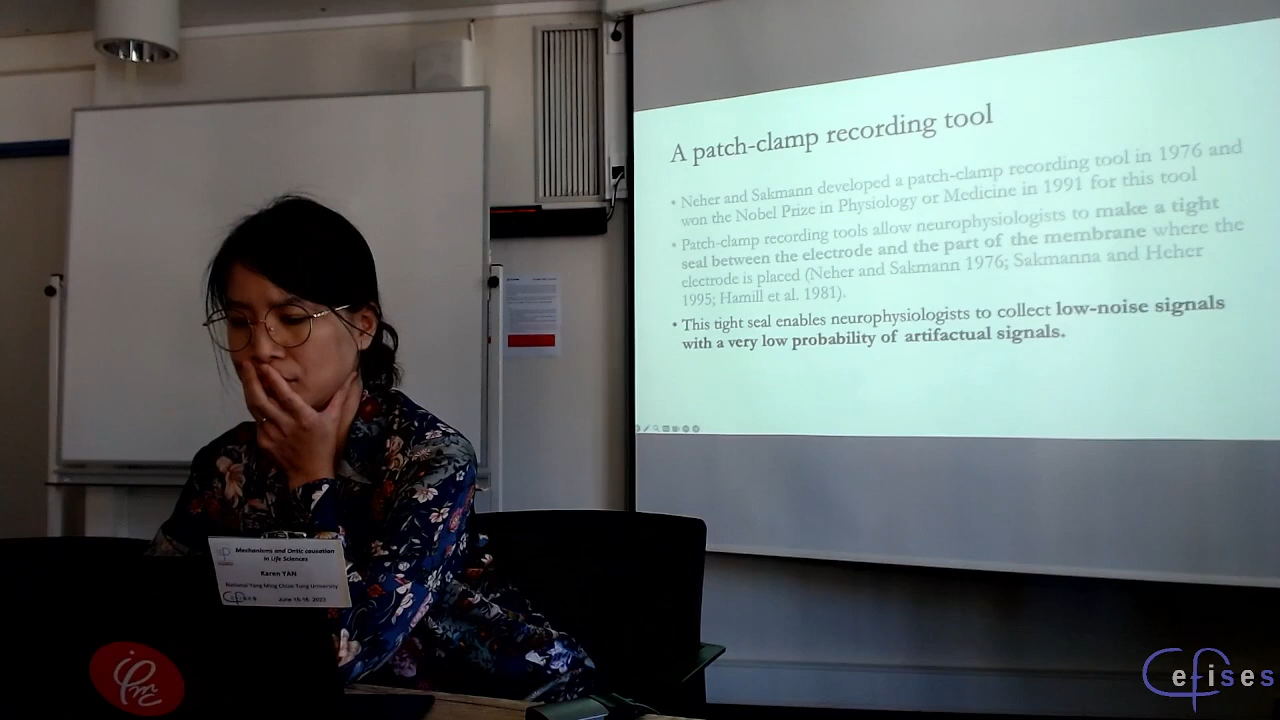 A patch-clamp recording tool
• Neher and Sakmann developed a patch-clamp recording tool in 1976 and
won the Nobel Prize in Physiology or Medicine in 1991 for this tool
• Patch-clamp recording tools allow neurophysiologists to make a tight
seal between the electrode and the part of the membrane where the
electrode is placed (Neher and Sakmann 1976; Sakmanna and Heher
1995; Hamill et al. 1981).
• This tight seal enables neurophysiologists to collect low-noise signals
with a very low probability of artifactual signals.
Mechanisms and Ontic causation
in Life Sciences
Karen YAN
National Yang Ming Chiao Tung University
June 15-16, 2023
Cefises